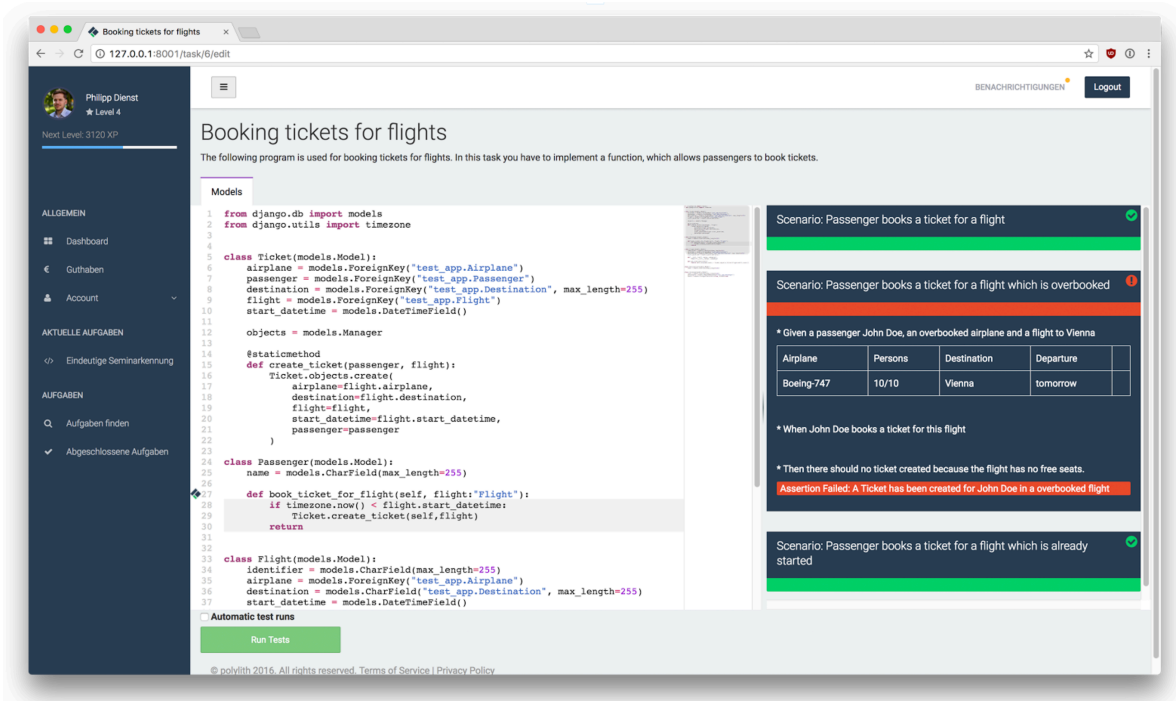 Booking tickets for flights
127.0.0.1:8001/task/6/edit
Philipp Dienst
Level 4
Next Level: 3120 XP
ALLGEMEIN
Dashboard
€ Guthaben
Account
AKTUELLE AUFGABEN
</> Eindeutige Seminarkennung
AUFGABEN
Aufgaben finden
Abgeschlossene Aufgaben
BENACHRICHTIGUNGEN
Logout
Booking tickets for flights
The following program is used for booking tickets for flights. In this task you have to implement a function, which allows passengers to book tickets.
Models
1 from django.db import models
2 from django.utils import timezone
3
4
5 class Ticket(models.Model):
6     airplane = models.ForeignKey("test_app.Airplane")
7     passenger = models.ForeignKey("test_app.Passenger")
8     destination = models.ForeignKey("test_app.Destination", max_length=255)
9     flight = models.ForeignKey("test_app.Flight")
10     start_datetime = models.DateTimeField()
11
12     objects = models.Manager
13
14     @staticmethod
15     def create_ticket(passenger, flight):
16         Ticket.objects.create(
17             airplane=flight.airplane,
18             destination=flight.destination,
19             flight=flight,
20             start_datetime=flight.start_datetime,
21             passenger=passenger
22         )
23
24 class Passenger(models.Model):
25     name = models.CharField(max_length=255)
26
27     def book_ticket_for_flight(self, flight:"Flight"):
28         if timezone.now() < flight.start_datetime:
29             Ticket.create_ticket(self,flight)
30         return
31
32
33 class Flight(models.Model):
34     identifier = models.CharField(max_length=255)
35     airplane = models.ForeignKey("test_app.Airplane")
36     destination = models.CharField("test_app.Destination", max_length=255)
37     start_datetime = models.DateTimeField()
Automatic test runs
Run Tests
© polylith 2016. All rights reserved. Terms of Service | Privacy Policy
Scenario: Passenger books a ticket for a flight
Scenario: Passenger books a ticket for a flight which is overbooked
* Given a passenger John Doe, an overbooked airplane and a flight to Vienna
Airplane Persons Destination Departure
Boeing-747 10/10 Vienna tomorrow
* When John Doe books a ticket for this flight
* Then there should no ticket created because the flight has no free seats.
Assertion Failed: A Ticket has been created for John Doe in a overbooked flight
Scenario: Passenger books a ticket for a flight which is already
started